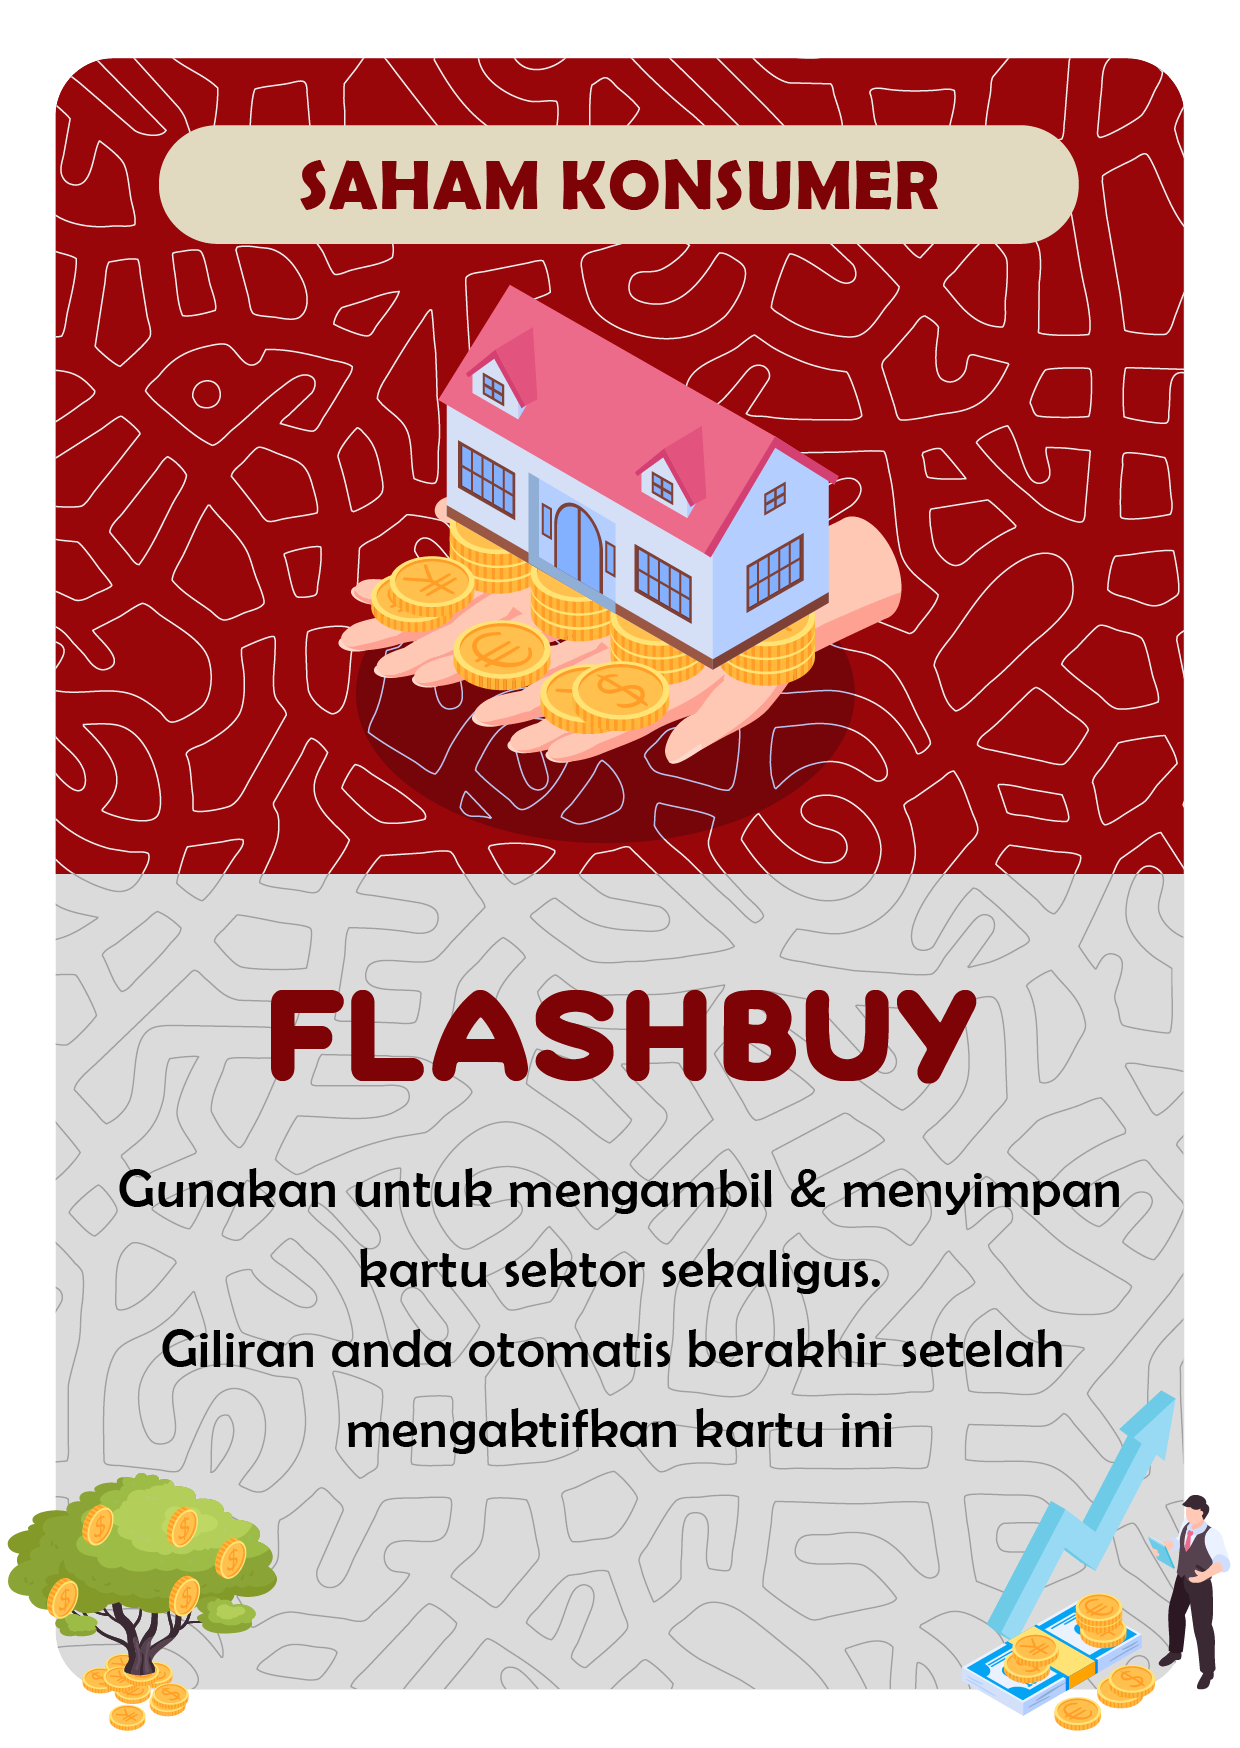 SAHAM KONSUMER
FLASHBUY
Gunakan untuk mengambil & menyimpan
kartu sektor sekaligus.
Giliran anda otomatis berakhir setelah
mengaktifkan kartu ini